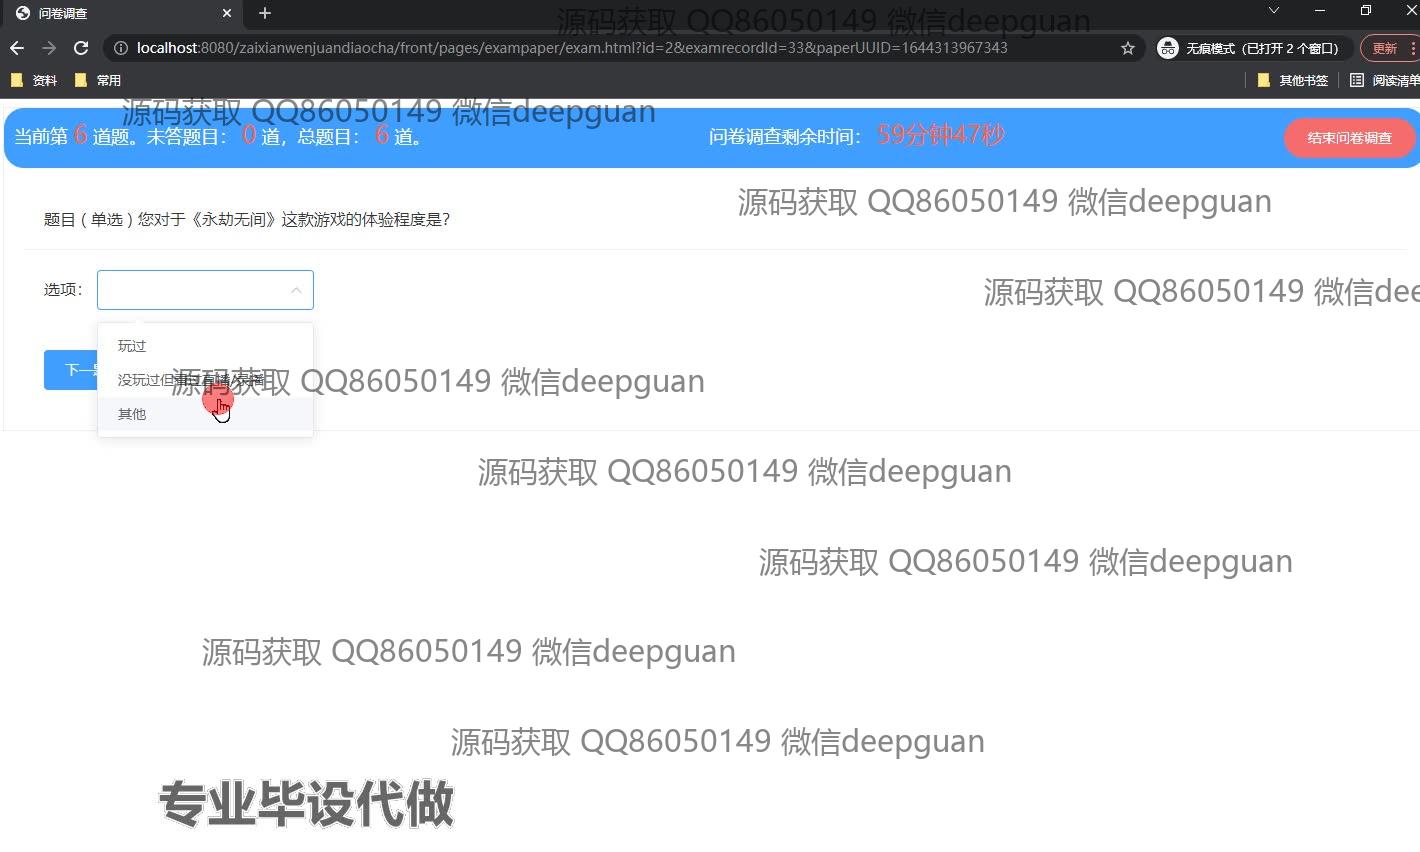 问卷调查
localhost:8080/zaixianwenjuandiaocha/front/pages/exampaper/exam.html?id=2&examrecordId=33&paperUUID=1644313967343
无痕模式（已打开 2 个窗口）
更新
资料
常用
其他书签
阅读清单
源码获取 QQ86050149 微信deepguan
源码获取 QQ86050149 微信deepguan
当前第 6 道题。未答题目： 0 道，总题目： 6 道。
问卷调查剩余时间： 59分钟47秒
结束问卷调查
源码获取 QQ86050149 微信deepguan
题目 ( 单选 ) 您对于《永劫无间》这款游戏的体验程度是?
选项：
源码获取 QQ86050149 微信dee
玩过
下一
没玩过但
源码获取 QQ86050149 微信deepguan
其他
源码获取 QQ86050149 微信deepguan
源码获取 QQ86050149 微信deepguan
源码获取 QQ86050149 微信deepguan
源码获取 QQ86050149 微信deepguan
专业毕设代做